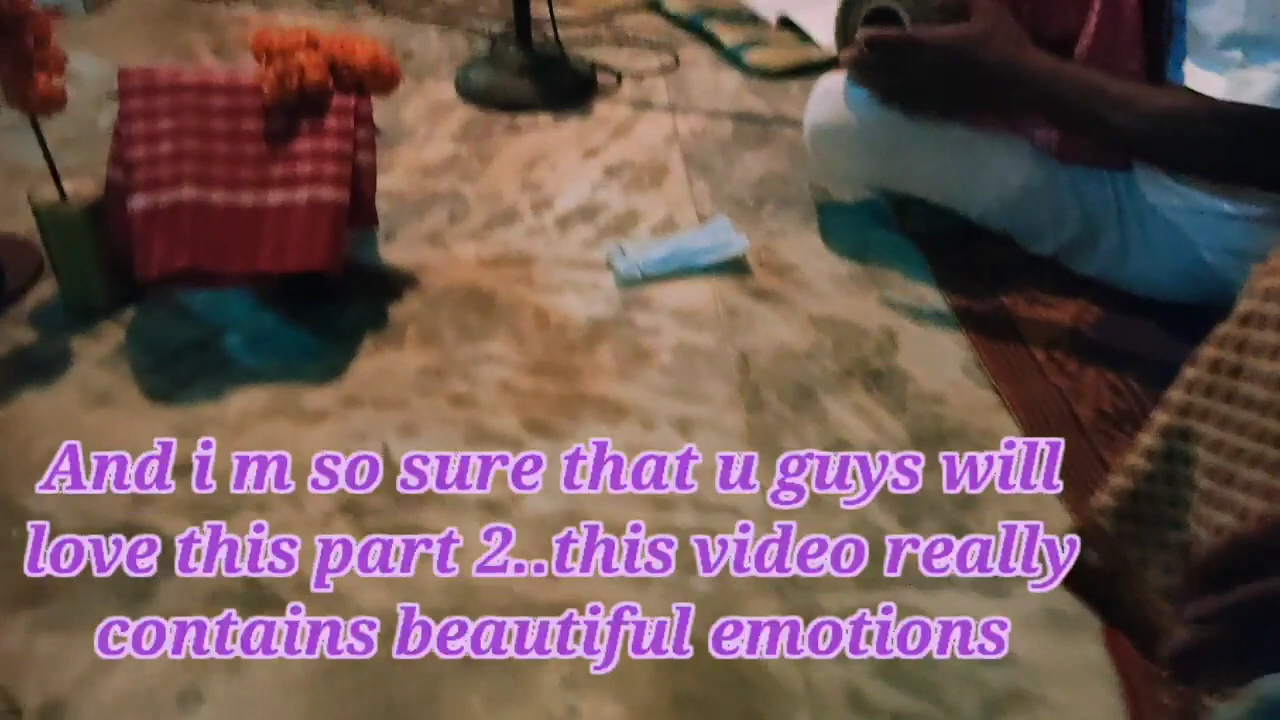 And i m so sure that u guys will
love this part 2..this video really
contains beautiful emotions